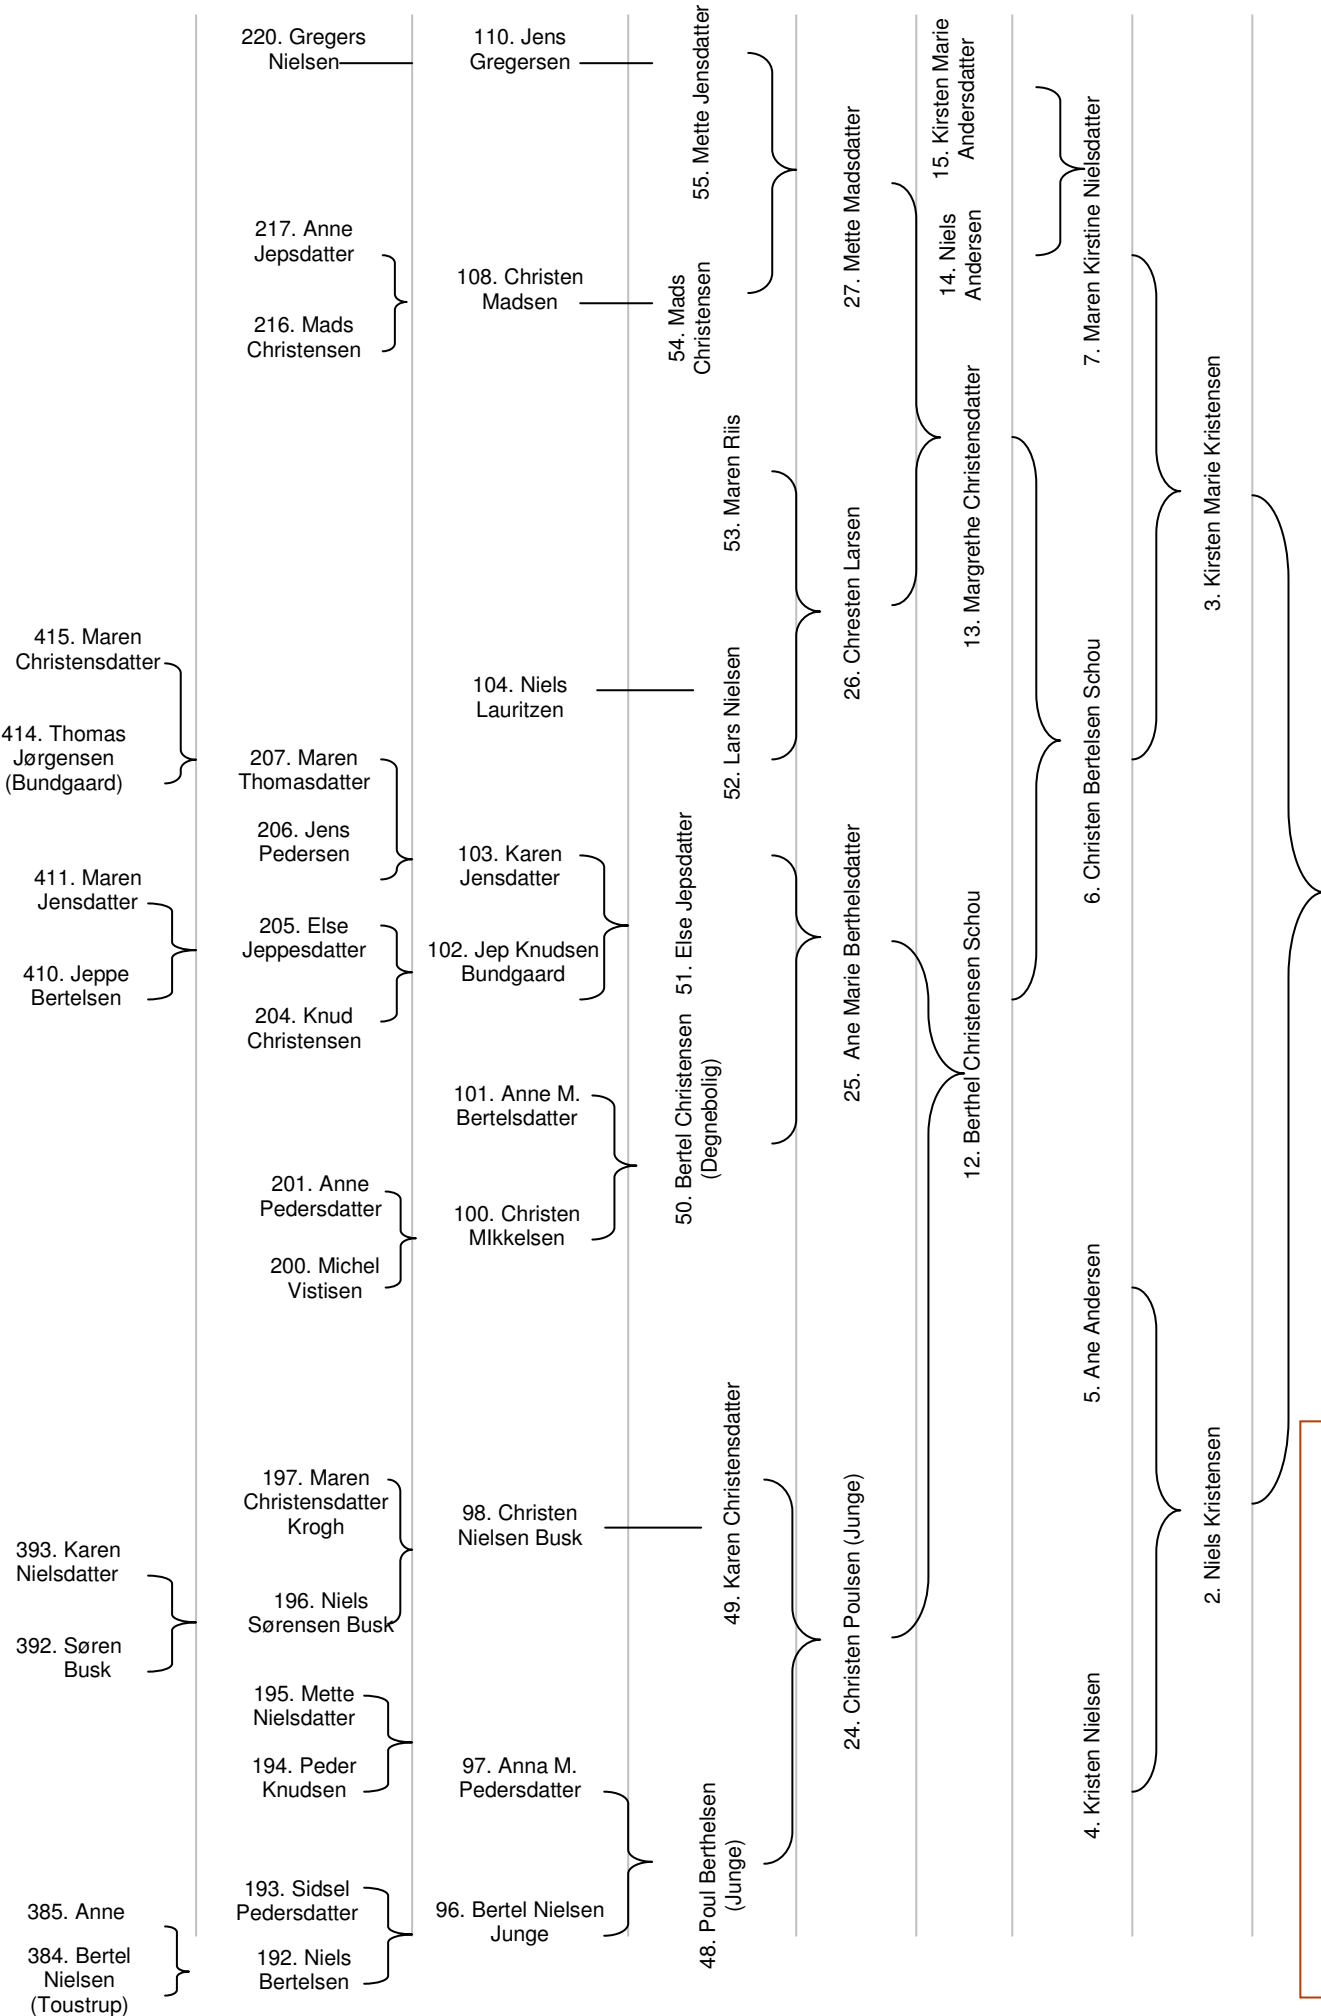 220. Gregers
Nielsen
110. Jens
Gregersen
55. Mette Jensdatter
15. Kirsten Marie
Andersdatter
27. Mette Madsdatter
7. Maren Kirstine Nielsdatter
217. Anne
Jepsdatter
216. Mads
Christensen
108. Christen
Madsen
54. Mads
Christensen
14. Niels
Andersen
53. Maren Riis
13. Margrethe Christensdatter
3. Kirsten Marie Kristensen
26. Chresten Larsen
415. Maren
Christensdatter
414. Thomas
Jørgensen
(Bundgaard)
104. Niels
Lauritzen
52. Lars Nielsen
6. Christen Bertelsen Schou
207. Maren
Thomasdatter
206. Jens
Pedersen
103. Karen
Jensdatter
51. Else Jepsdatter
25. Ane Marie Berthelsdatter
12. Berthel Christensen Schou
411. Maren
Jensdatter
410. Jeppe
Bertelsen
205. Else
Jeppesdatter
204. Knud
Christensen
102. Jep Knudsen
Bundgaard
50. Bertel Christensen
(Degnebolig)
101. Anne M.
Bertelsdatter
100. Christen
MIkkelsen
201. Anne
Pedersdatter
200. Michel
Vistisen
5. Ane Andersen
197. Maren
Christensdatter
Krogh
98. Christen
Nielsen Busk
49. Karen Christensdatter
24. Christen Poulsen (Junge)
2. Niels Kristensen
393. Karen
Nielsdatter
392. Søren
Busk
196. Niels
Sørensen Busk
195. Mette
Nielsdatter
194. Peder
Knudsen
97. Anna M.
Pedersdatter
48. Poul Berthelsen
(Junge)
4. Kristen Nielsen
385. Anne
384. Bertel
Nielsen
(Toustrup)
193. Sidsel
Pedersdatter
192. Niels
Bertelsen
96. Bertel Nielsen
Junge